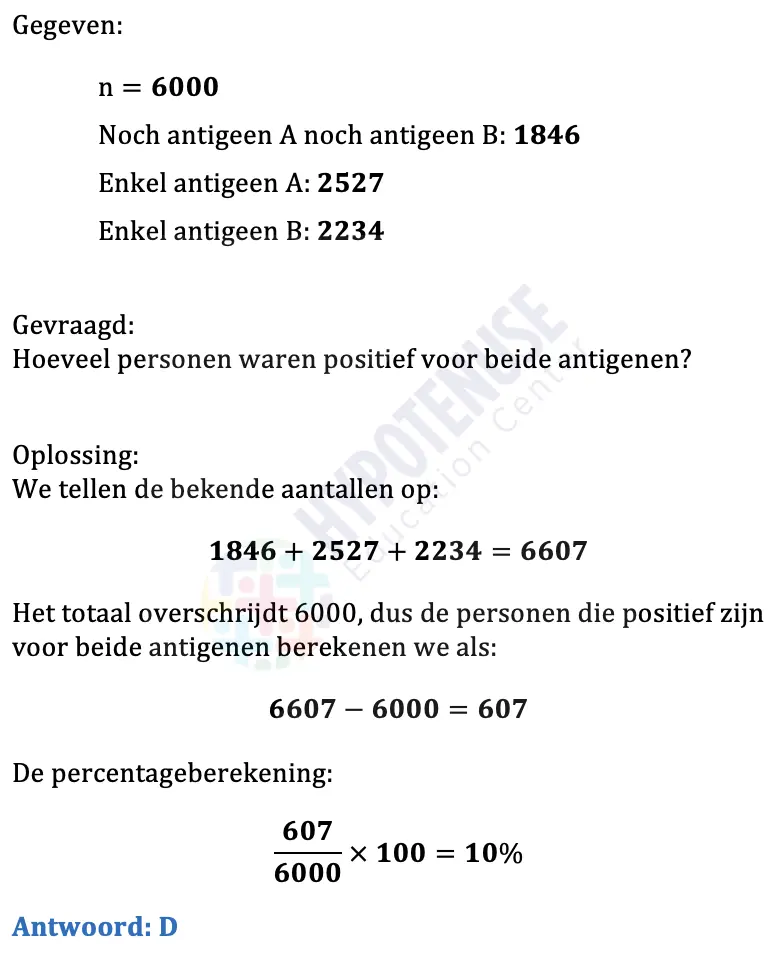 Gegeven:
n = 6000
Noch antigeen A noch antigeen B: 1846
Enkel antigeen A: 2527
Enkel antigeen B: 2234
Gevraagd:
Hoeveel personen waren positief voor beide antigenen?
Oplossing:
We tellen de bekende aantallen op:
1846 + 2527 + 2234 = 6607
Het totaal overschrijdt 6000, dus de personen die positief zijn
voor beide antigenen berekenen we als:
6607 − 6000 = 607
De percentageberekening:
607
6000 × 100 = 10%
Antwoord: D
HYPOTENUSE
Education Center